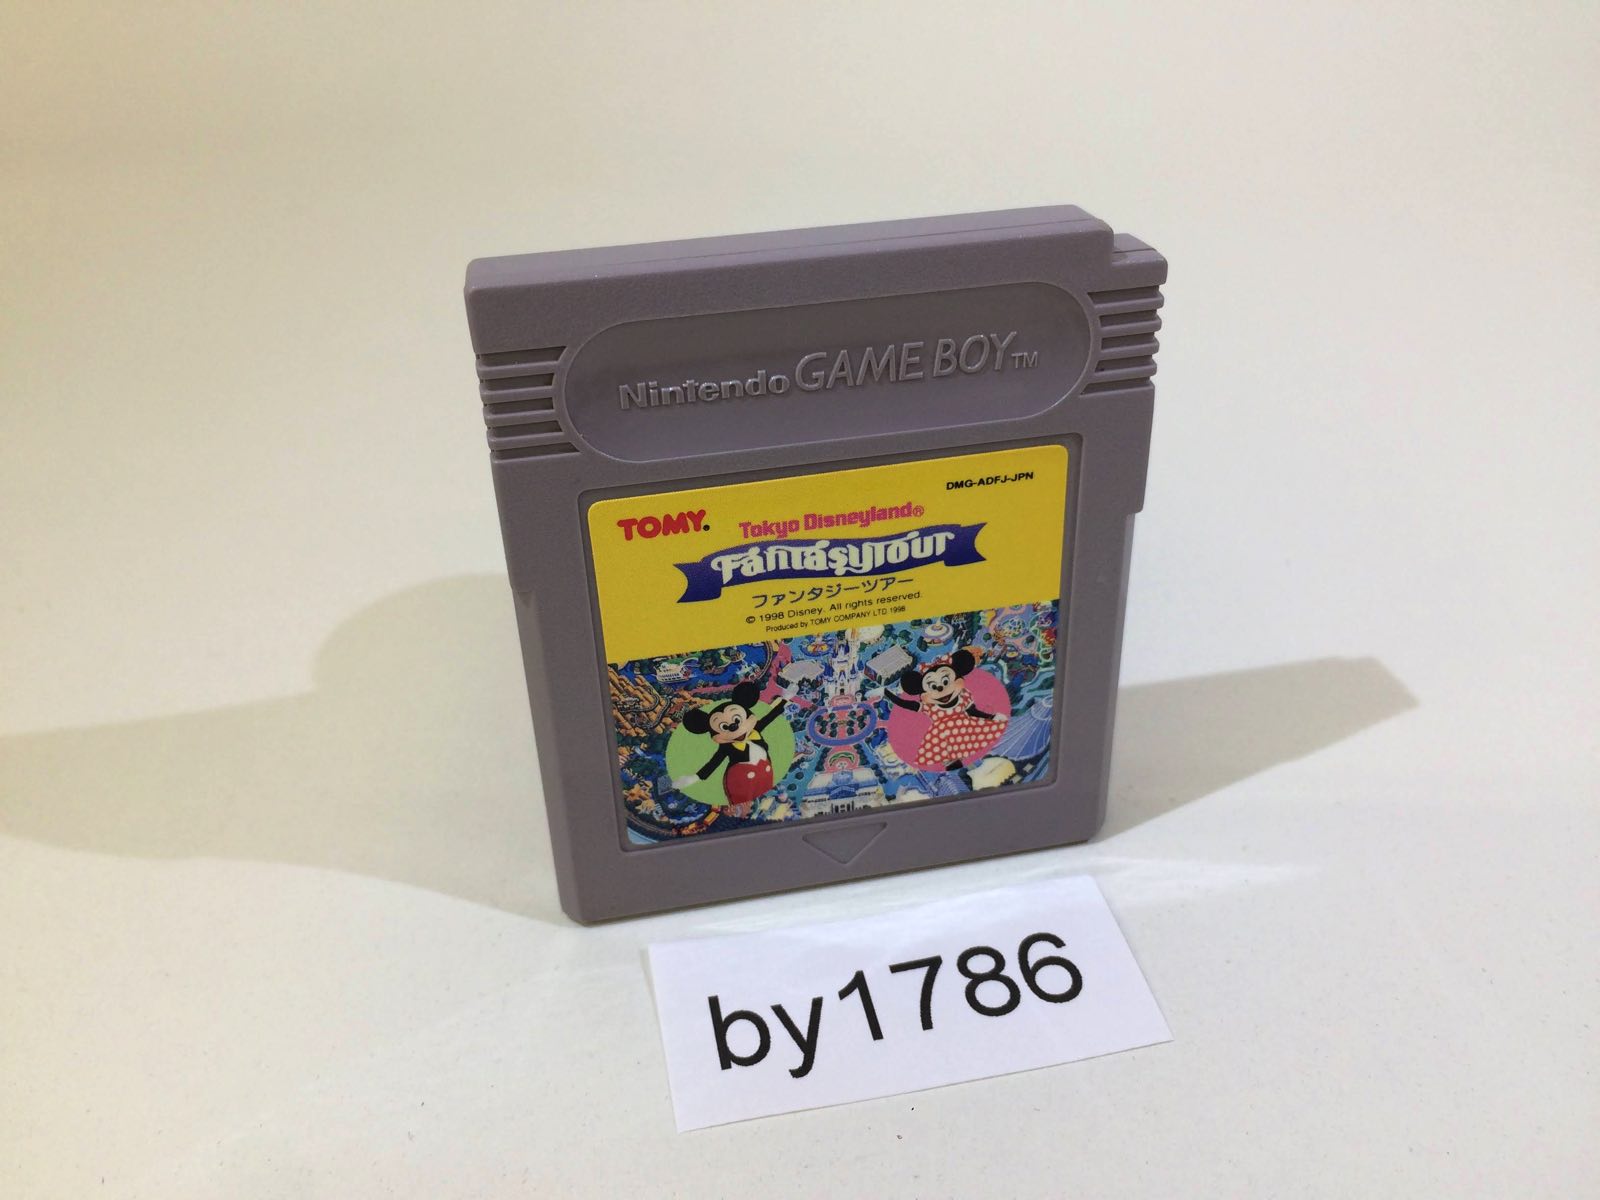 Nintendo GAME BOY™
DMG-ADFJ-JPN
TOMY.
Tokyo Disneyland®
Fantasytour
ファンタジーツアー
© 1998 Disney. All rights reserved.
Produced by TOMY COMPANY LTD. 1998
by1786